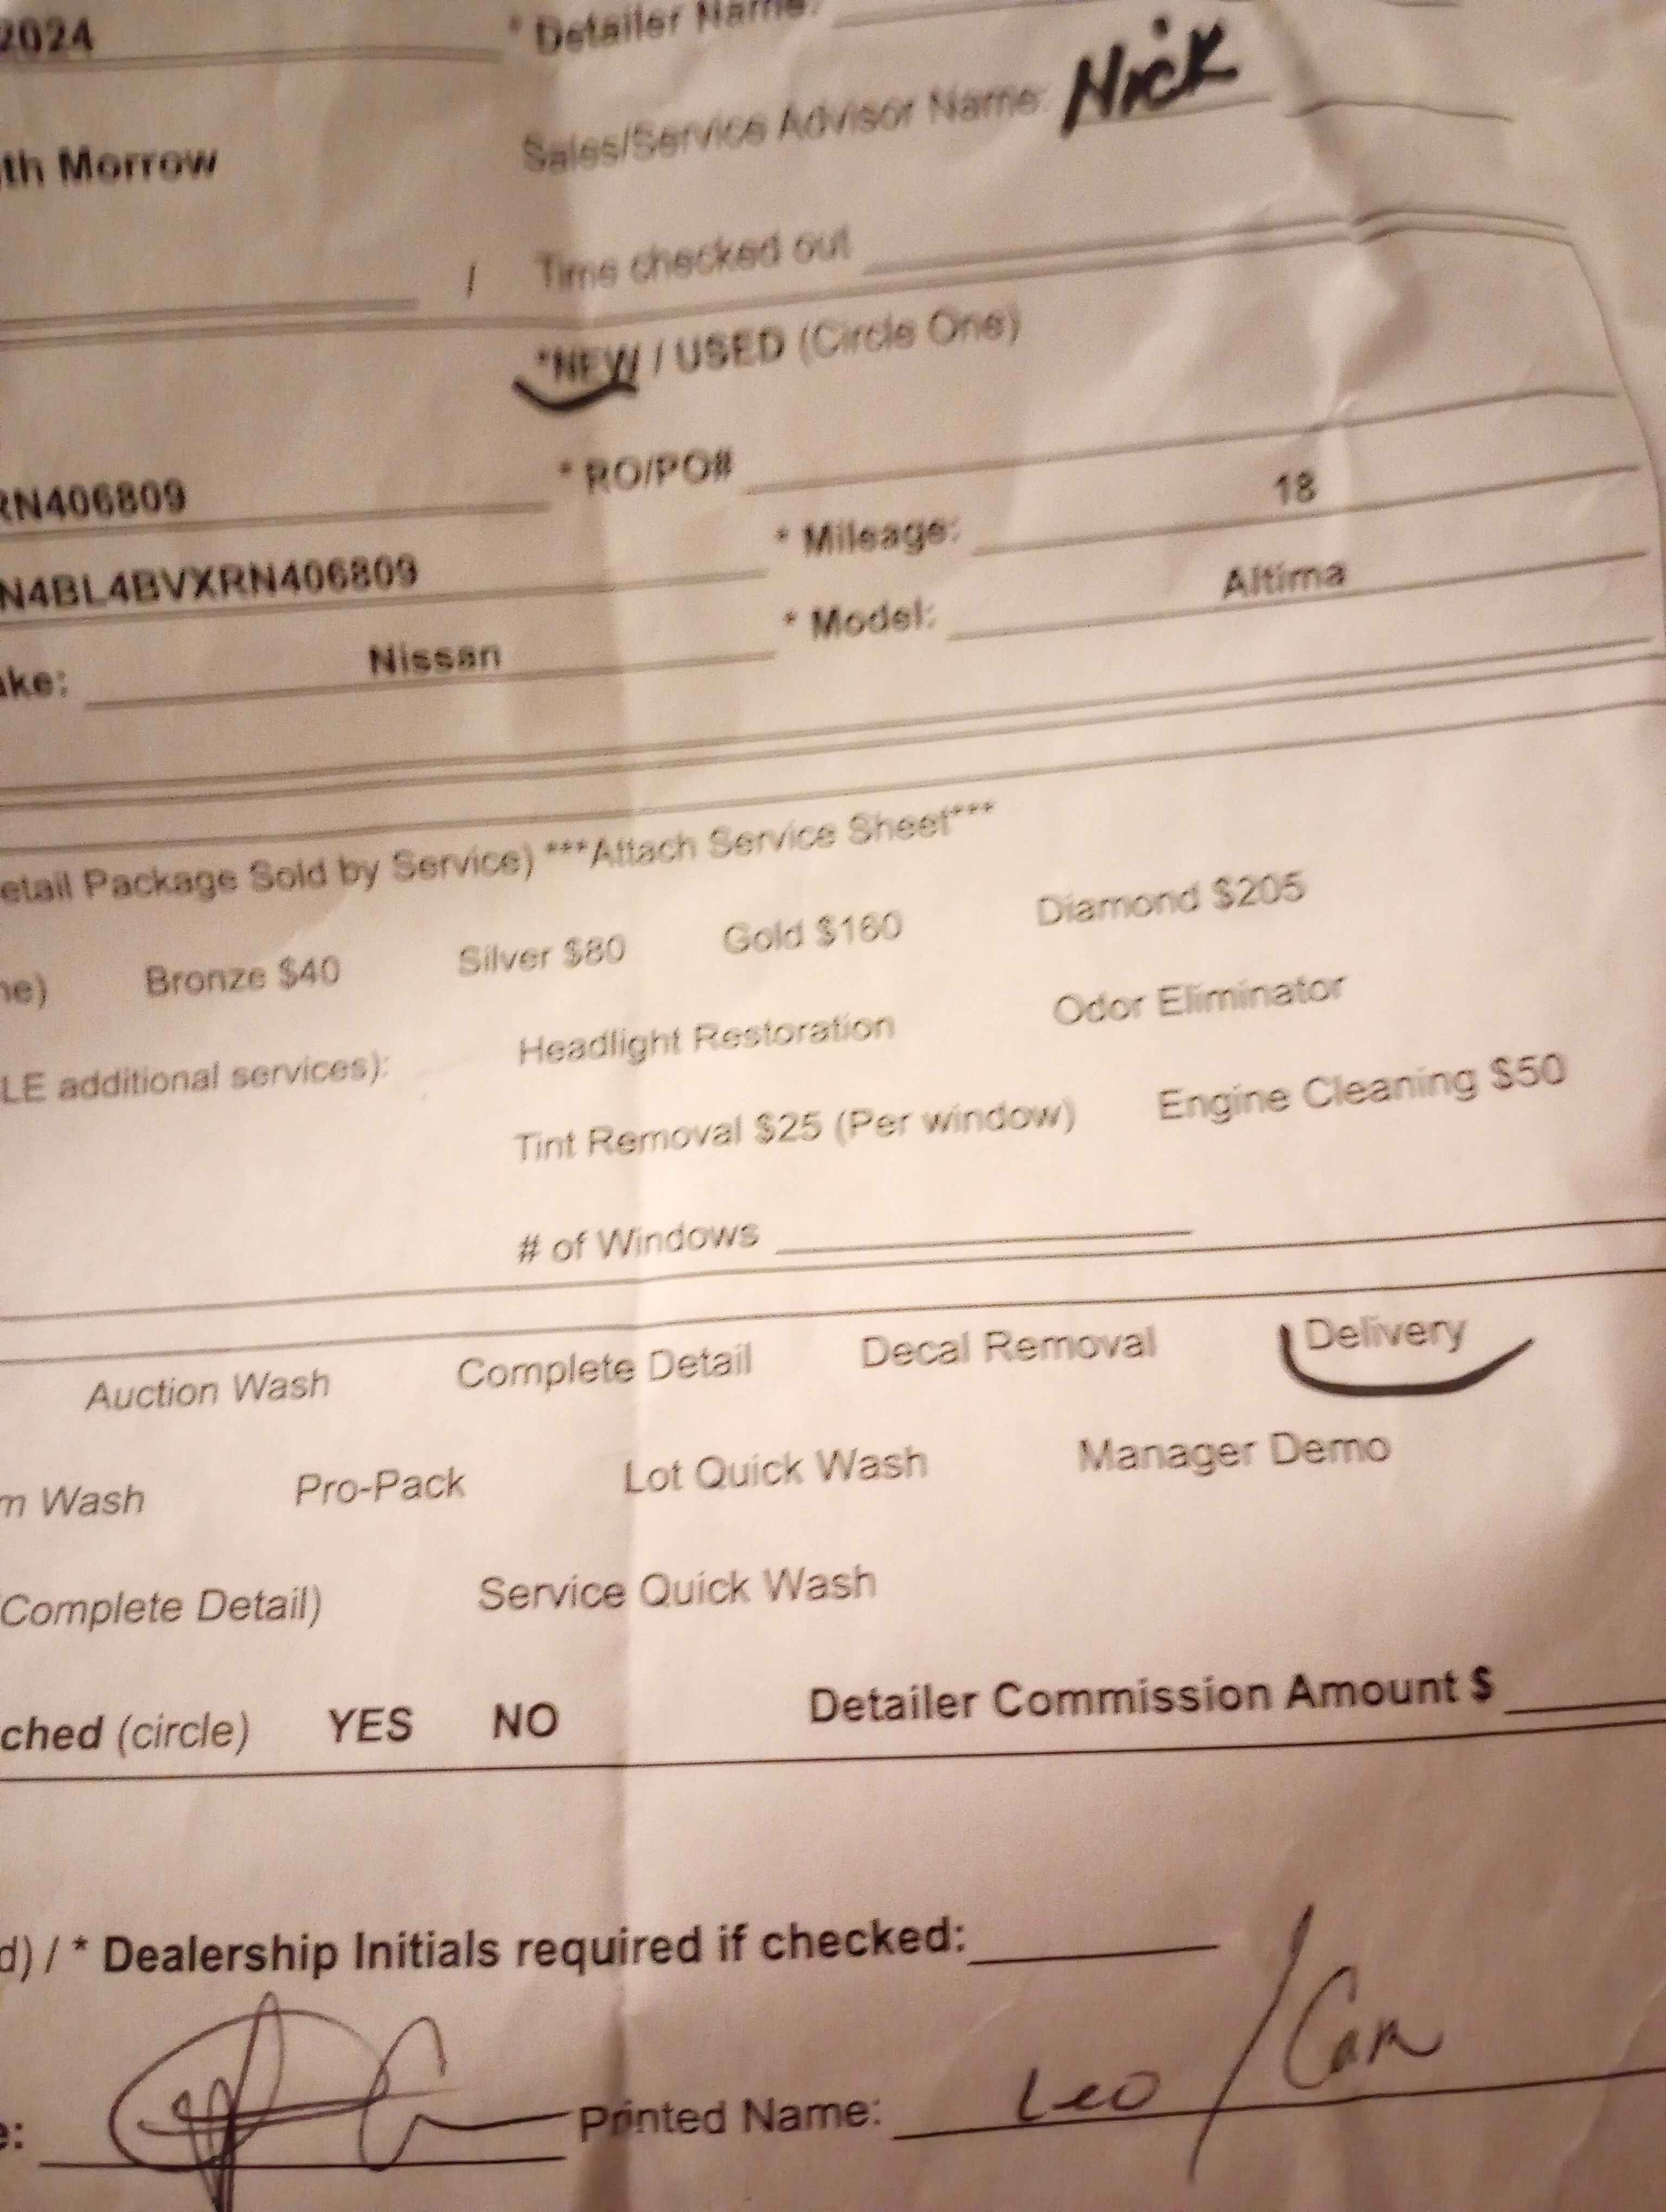 2024 * Detailer Name:
th Morrow Sales/Service Advisor Name: Nick
/ Time checked out
*NEW / USED (Circle One)
RN406809 * RO/PO#
N4BL4BVXRN406809 * Mileage: 18
ake: Nissan * Model: Altima
etail Package Sold by Service) ***Attach Service Sheet***
ne) Bronze $40 Silver $80 Gold $160 Diamond $205
LE additional services): Headlight Restoration Odor Eliminator
Tint Removal $25 (Per window) Engine Cleaning $50
# of Windows
Auction Wash Complete Detail Decal Removal Delivery
m Wash Pro-Pack Lot Quick Wash Manager Demo
(Complete Detail) Service Quick Wash
ched (circle) YES NO Detailer Commission Amount $
d) / * Dealership Initials required if checked:
e: Printed Name: Leo / Cam